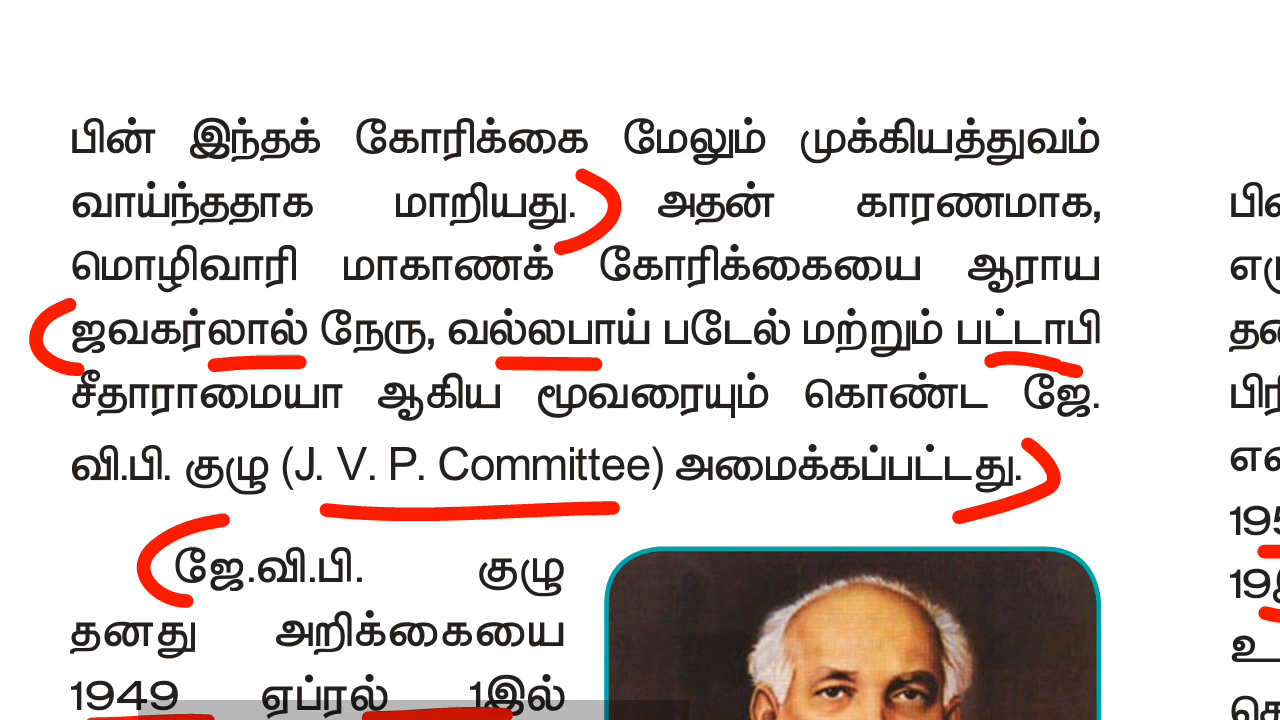 பின் இந்தக் கோரிக்கை மேலும் முக்கியத்துவம்
வாய்ந்ததாக மாறியது. அதன் காரணமாக,
மொழிவாரி மாகாணக் கோரிக்கையை ஆராய
ஜவகர்லால் நேரு, வல்லபாய் படேல் மற்றும் பட்டாபி
சீதாராமையா ஆகிய மூவரையும் கொண்ட ஜே.
வி.பி. குழு (J. V. P. Committee) அமைக்கப்பட்டது.
ஜே.வி.பி. குழு
தனது அறிக்கையை
1949 ஏப்ரல் 1இல்